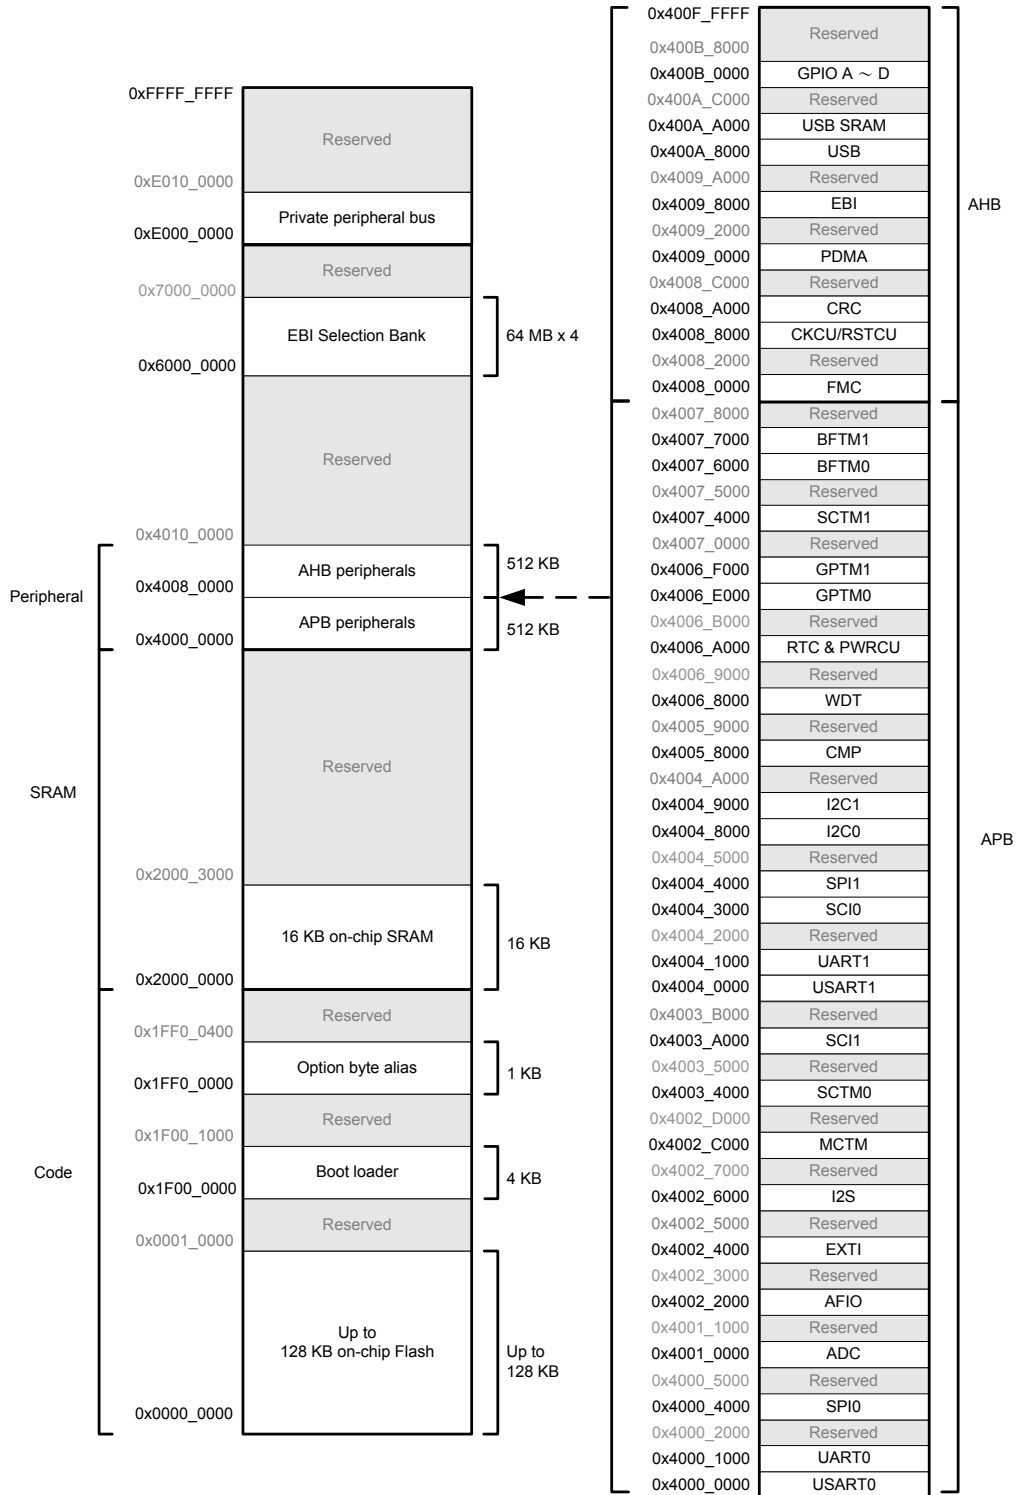 0xFFFF_FFFF
Reserved
0xE010_0000
Private peripheral bus
0xE000_0000
Reserved
0x7000_0000
EBI Selection Bank
64 MB x 4
0x6000_0000
Reserved
0x4010_0000
AHB peripherals
512 KB
0x4008_0000
Peripheral
APB peripherals
512 KB
0x4000_0000
Reserved
SRAM
0x2000_3000
16 KB on-chip SRAM
16 KB
0x2000_0000
Reserved
0x1FF0_0400
Option byte alias
1 KB
0x1FF0_0000
Reserved
0x1F00_1000
Code
Boot loader
4 KB
0x1F00_0000
Reserved
0x0001_0000
Up to
128 KB on-chip Flash
Up to
128 KB
0x0000_0000
0x400F_FFFF
Reserved
0x400B_8000
0x400B_0000 GPIO A ~ D
0x400A_C000 Reserved
0x400A_A000 USB SRAM
0x400A_8000 USB
0x4009_A000 Reserved
0x4009_8000 EBI
AHB
0x4009_2000 Reserved
0x4009_0000 PDMA
0x4008_C000 Reserved
0x4008_A000 CRC
0x4008_8000 CKCU/RSTCU
0x4008_2000 Reserved
0x4008_0000 FMC
0x4007_8000 Reserved
0x4007_7000 BFTM1
0x4007_6000 BFTM0
0x4007_5000 Reserved
0x4007_4000 SCTM1
0x4007_0000 Reserved
0x4006_F000 GPTM1
0x4006_E000 GPTM0
0x4006_B000 Reserved
0x4006_A000 RTC & PWRCU
0x4006_9000 Reserved
0x4006_8000 WDT
0x4005_9000 Reserved
0x4005_8000 CMP
0x4004_A000 Reserved
0x4004_9000 I2C1
0x4004_8000 I2C0
APB
0x4004_5000 Reserved
0x4004_4000 SPI1
0x4004_3000 SCI0
0x4004_2000 Reserved
0x4004_1000 UART1
0x4004_0000 USART1
0x4003_B000 Reserved
0x4003_A000 SCI1
0x4003_5000 Reserved
0x4003_4000 SCTM0
0x4002_D000 Reserved
0x4002_C000 MCTM
0x4002_7000 Reserved
0x4002_6000 I2S
0x4002_5000 Reserved
0x4002_4000 EXTI
0x4002_3000 Reserved
0x4002_2000 AFIO
0x4001_1000 Reserved
0x4001_0000 ADC
0x4000_5000 Reserved
0x4000_4000 SPI0
0x4000_2000 Reserved
0x4000_1000 UART0
0x4000_0000 USART0